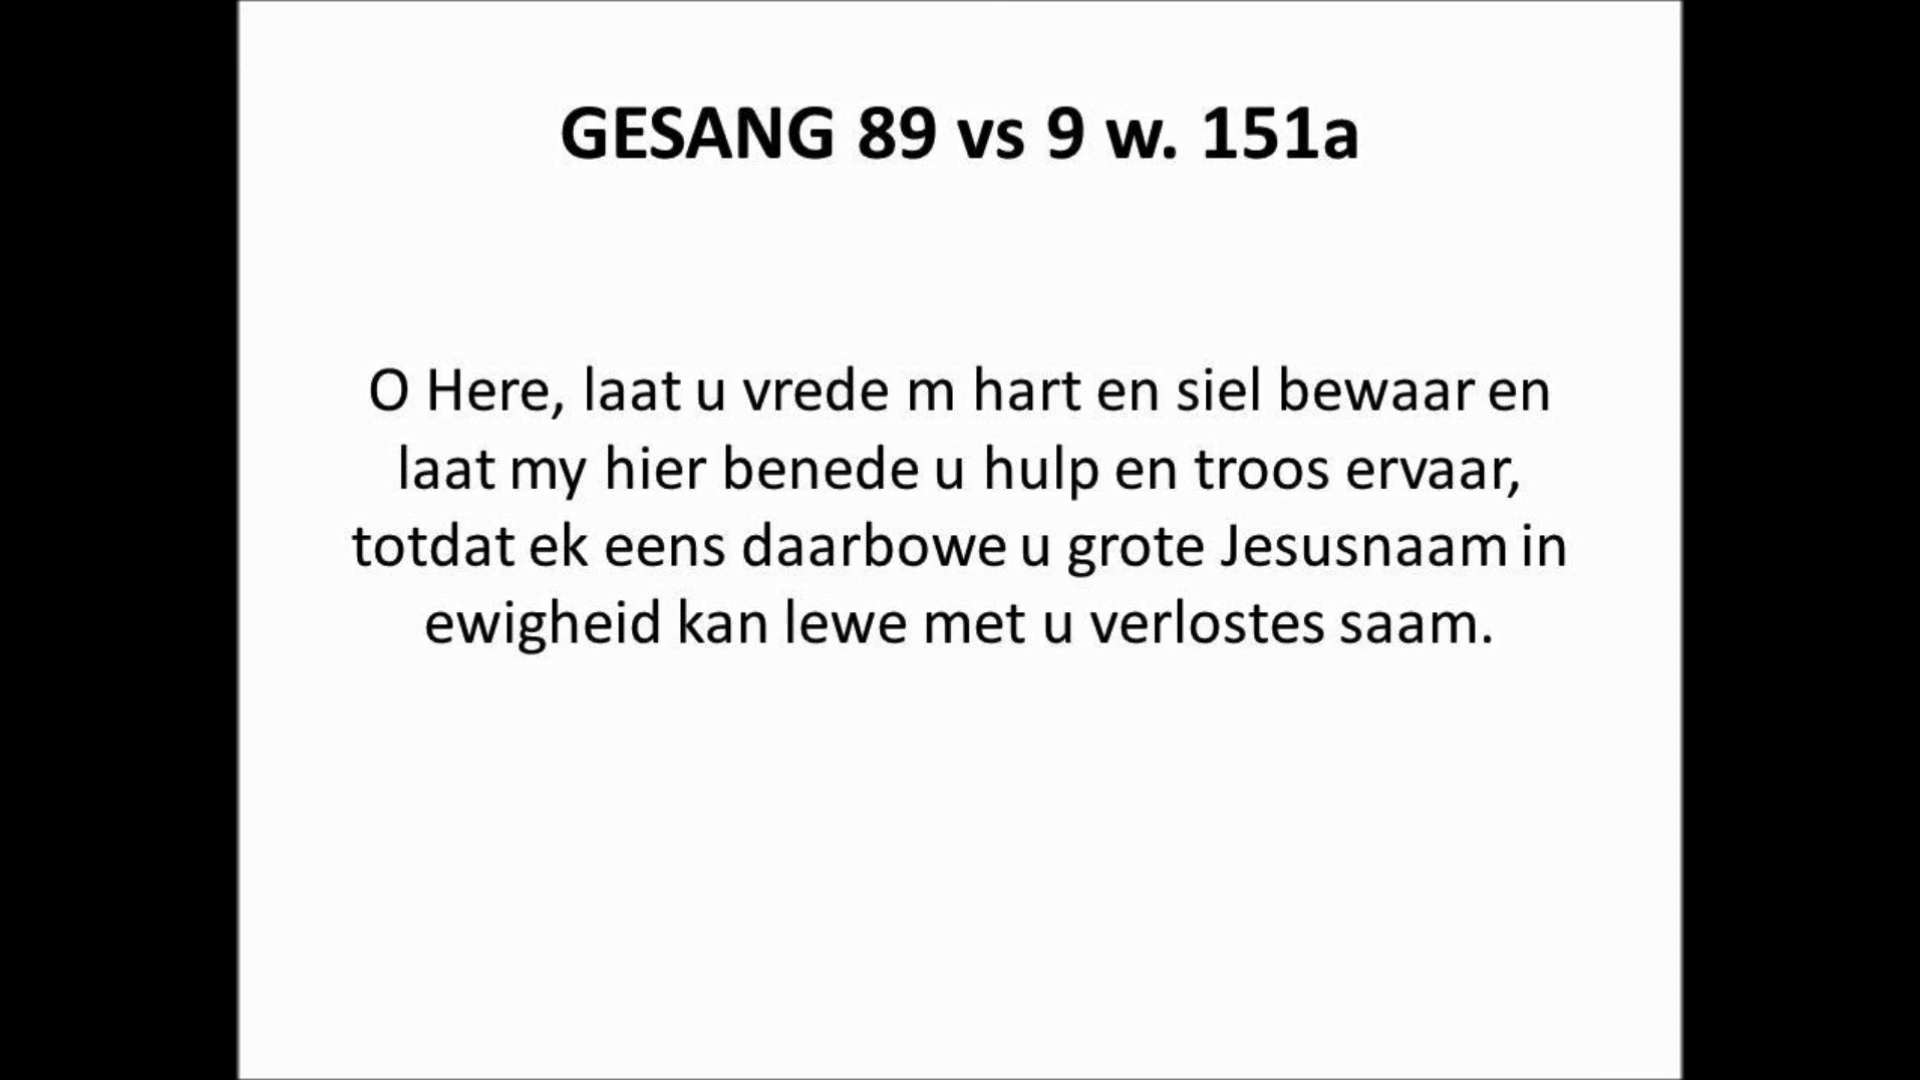 GESANG 89 vs 9 w. 151a
O Here, laat u vrede m hart en siel bewaar en
laat my hier benede u hulp en troos ervaar,
totdat ek eens daarbowe u grote Jesusnaam in
ewigheid kan lewe met u verlostes saam.